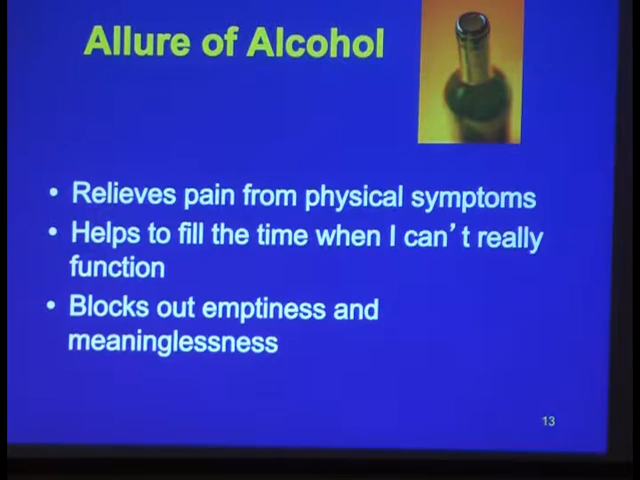 Allure of Alcohol
• Relieves pain from physical symptoms
• Helps to fill the time when I can't really
function
• Blocks out emptiness and
meaninglessness
13